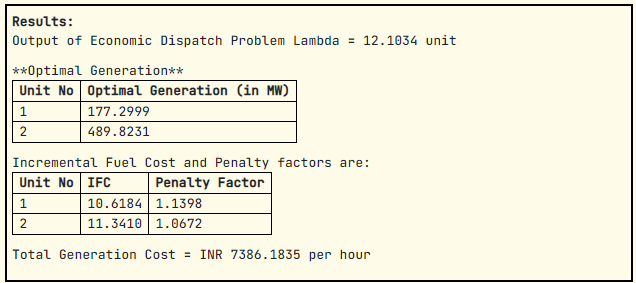 Results:
Output of Economic Dispatch Problem Lambda = 12.1034 unit
**Optimal Generation**
Unit No Optimal Generation (in MW)
1 177.2999
2 489.8231
Incremental Fuel Cost and Penalty factors are:
Unit No IFC Penalty Factor
1 10.6184 1.1398
2 11.3410 1.0672
Total Generation Cost = INR 7386.1835 per hour